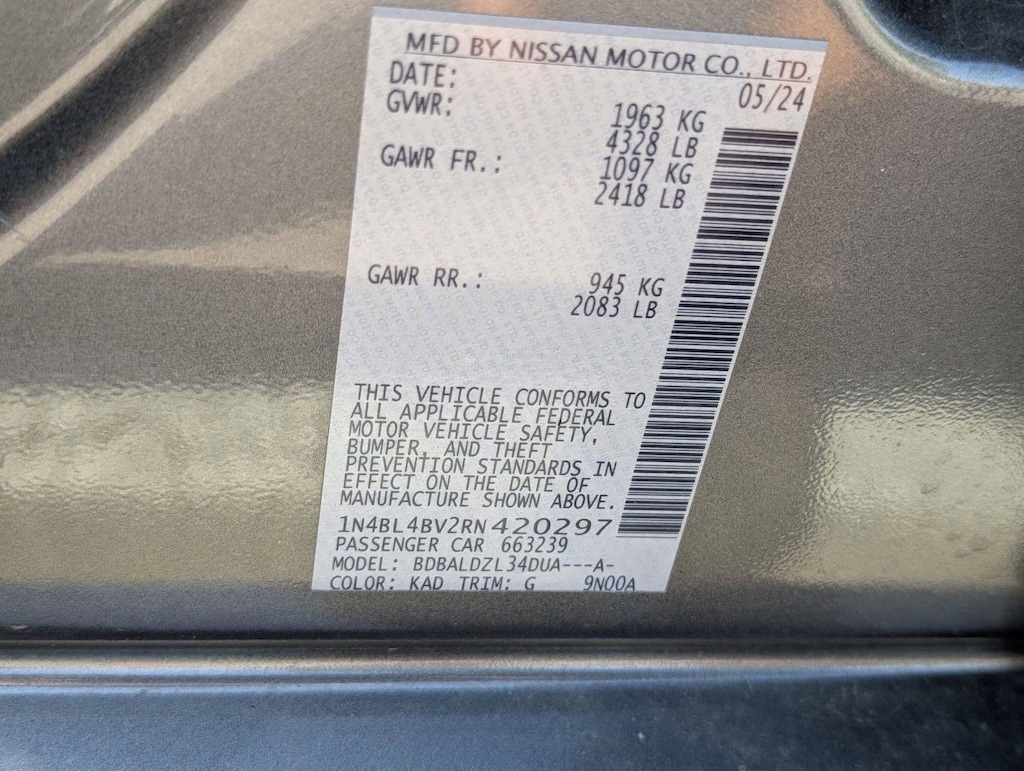 MFD BY NISSAN MOTOR CO., LTD.
DATE: 05/24
GVWR: 1963 KG
4328 LB
GAWR FR.: 1097 KG
2418 LB
GAWR RR.: 945 KG
2083 LB
THIS VEHICLE CONFORMS TO
ALL APPLICABLE FEDERAL
MOTOR VEHICLE SAFETY,
BUMPER, AND THEFT
PREVENTION STANDARDS IN
EFFECT ON THE DATE OF
MANUFACTURE SHOWN ABOVE.
1N4BL4BV2RN420297
PASSENGER CAR 663239
MODEL: BDBALDZL34DUA---A-
COLOR: KAD TRIM: G 9N00A